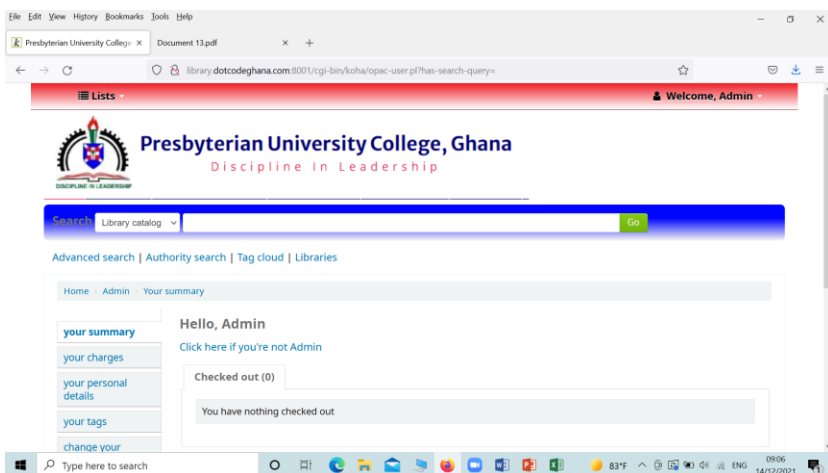 File Edit View History Bookmarks Tools Help
Presbyterian University College × Document 13.pdf × +
library.dotcodeghana.com:8001/cgi-bin/koha/opac-user.pl?has-search-query=
Lists Welcome, Admin
Presbyterian University College, Ghana
Discipline In Leadership
DISCIPLINE IN LEADERSHIP
Search Library catalog Go
Advanced search | Authority search | Tag cloud | Libraries
Home › Admin › Your summary
your summary
Hello, Admin
Click here if you're not Admin
your charges
Checked out (0)
your personal
details
You have nothing checked out
your tags
change your
Type here to search 83°F ENG 09:06
14/12/2021